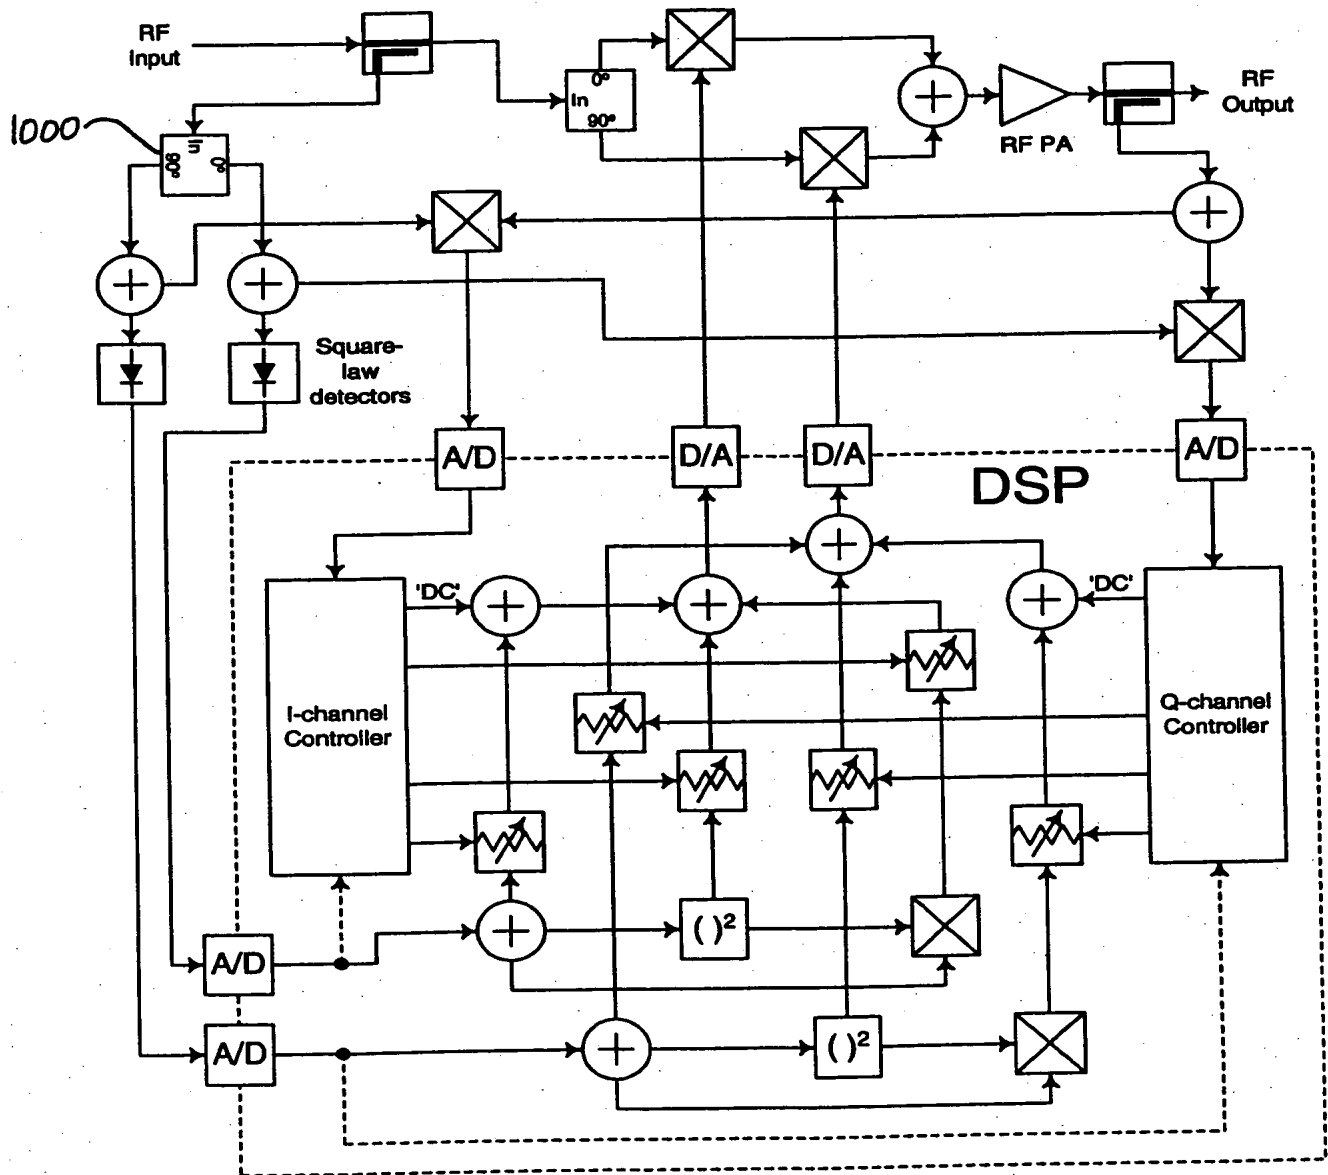 RF
Input
0°
In
90°
RF PA
RF
Output
1000
In
90°
0°
Square-
law
detectors
A/D
D/A
D/A
A/D
DSP
'DC'
'DC'
I-channel
Controller
Q-channel
Controller
( )²
A/D
A/D
( )²